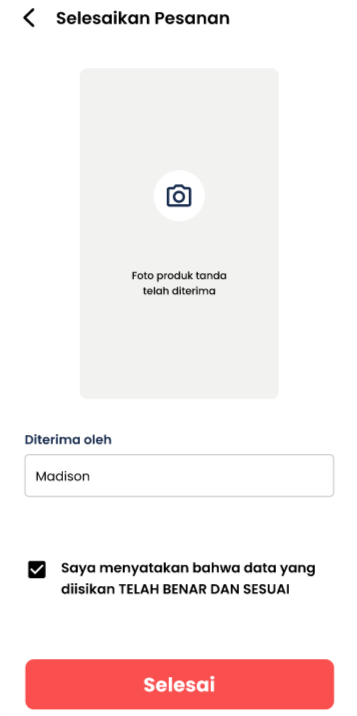 Selesaikan Pesanan
Foto produk tanda
telah diterima
Diterima oleh
Madison
Saya menyatakan bahwa data yang
diisikan TELAH BENAR DAN SESUAI
Selesai